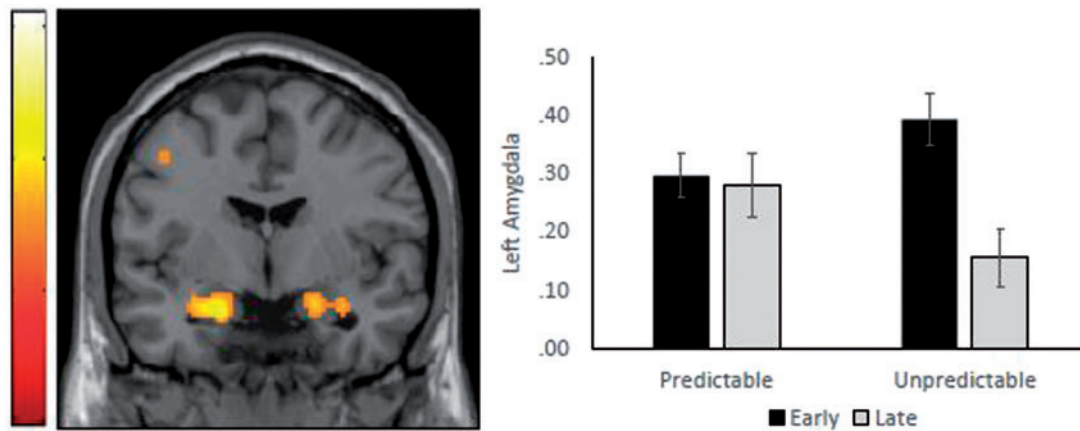 .50
.40
.30
.20
.10
.00
Left Amygdala
Predictable
Unpredictable
Early
Late